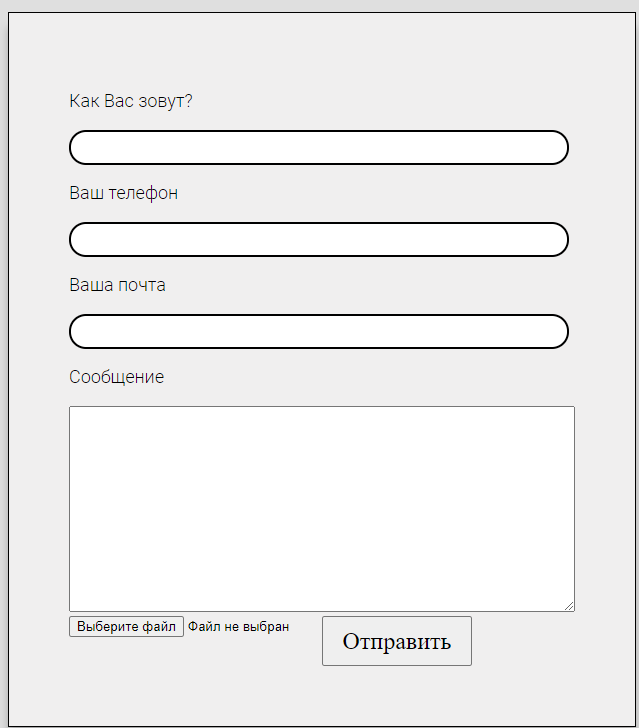 Как Вас зовут?
Ваш телефон
Ваша почта
Сообщение
Выберите файл Файл не выбран
Отправить